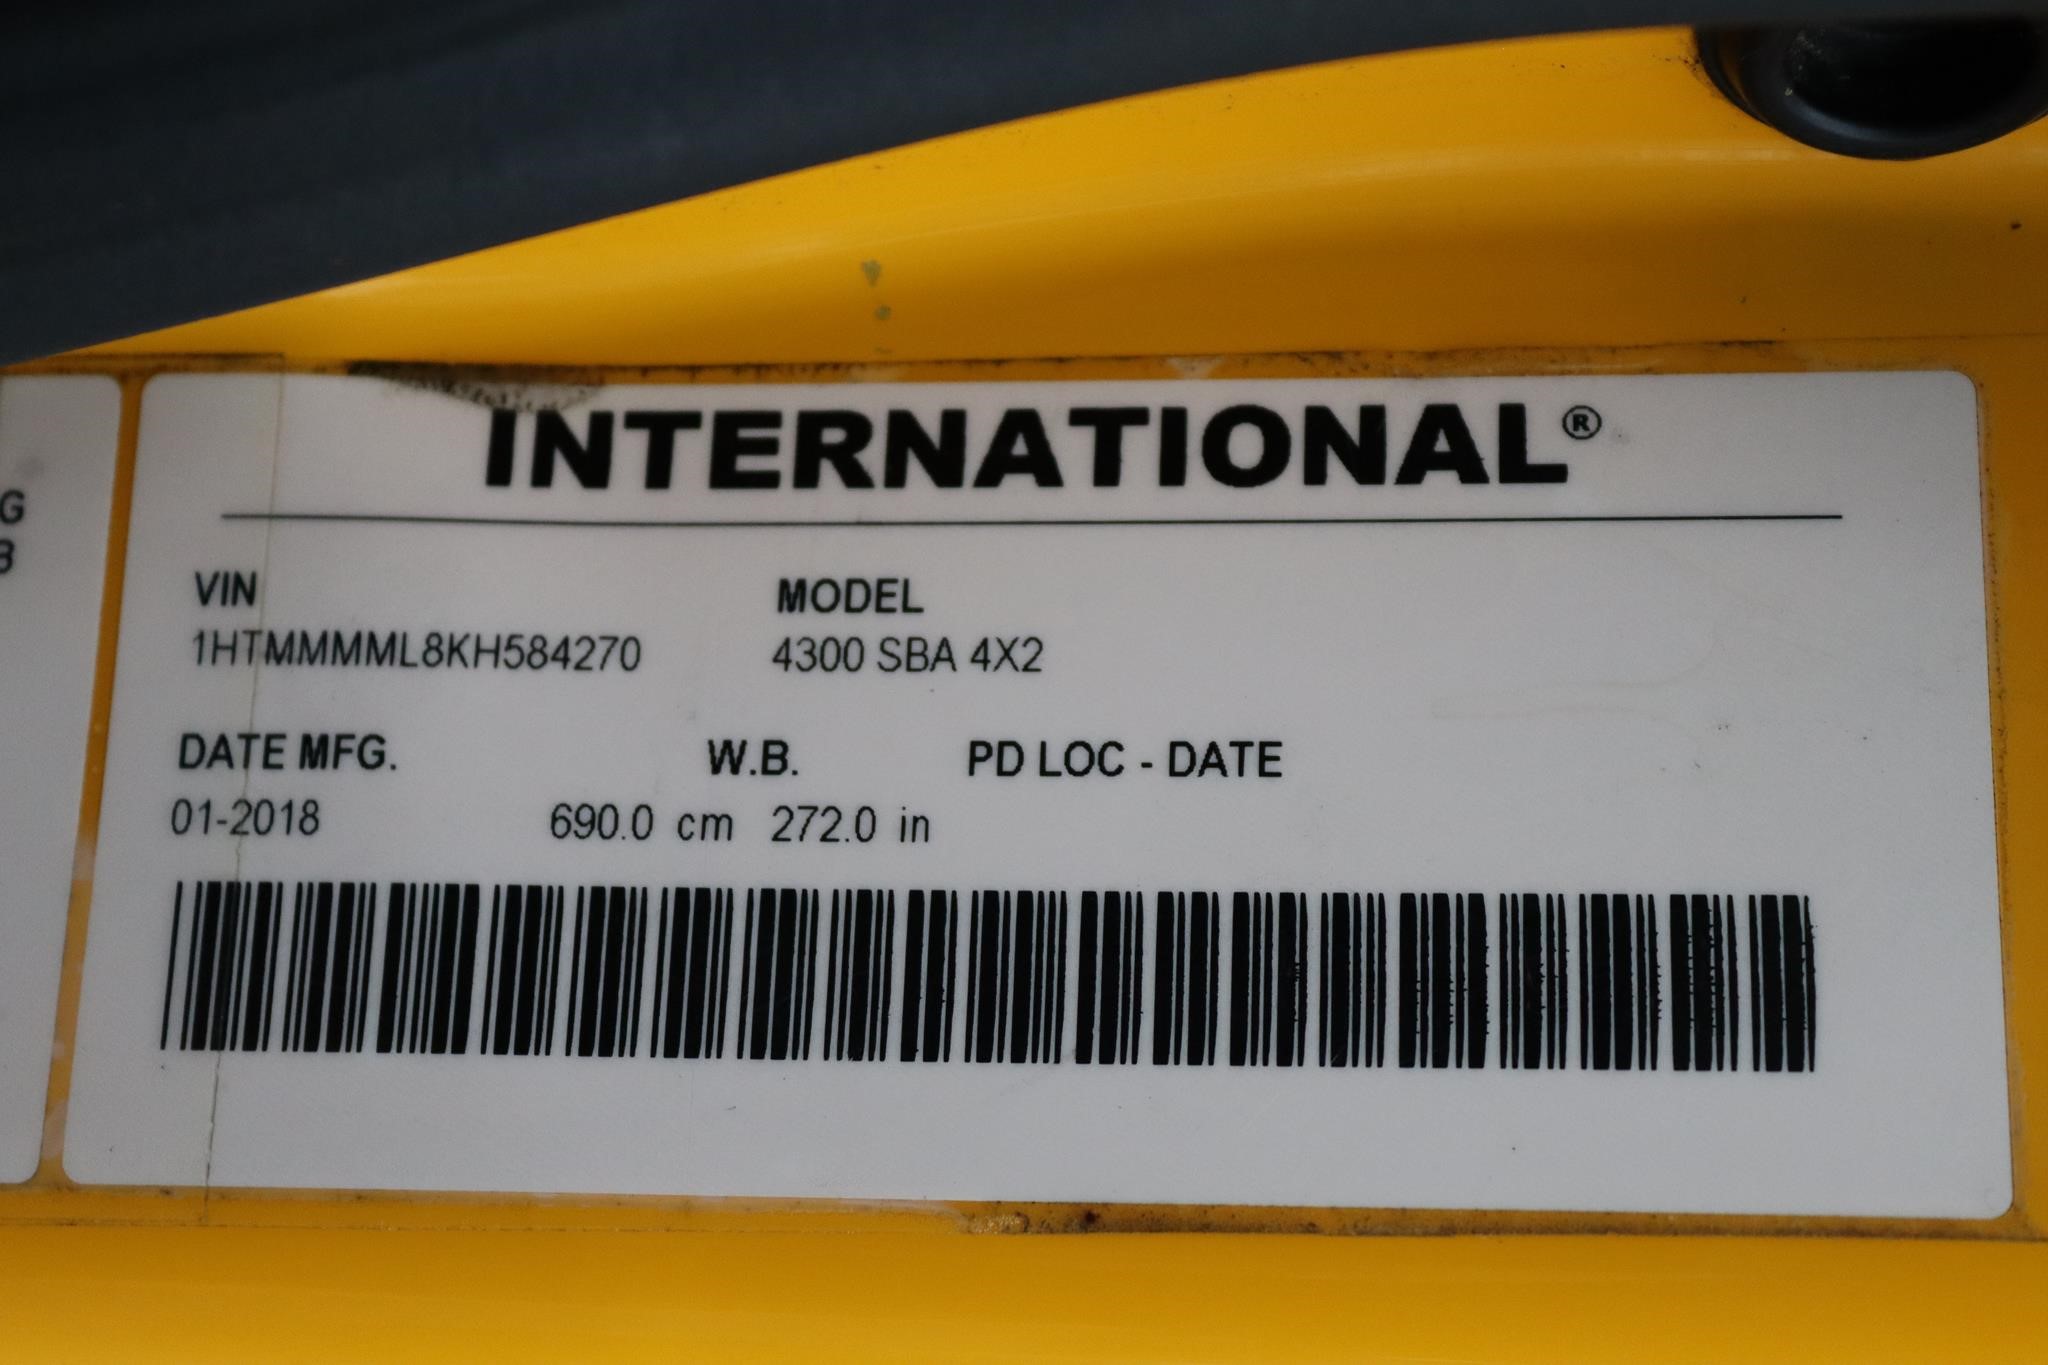 INTERNATIONAL®
VIN MODEL
1HTMMMML8KH584270 4300 SBA 4X2
DATE MFG. W.B. PD LOC - DATE
01-2018 690.0 cm 272.0 in
G